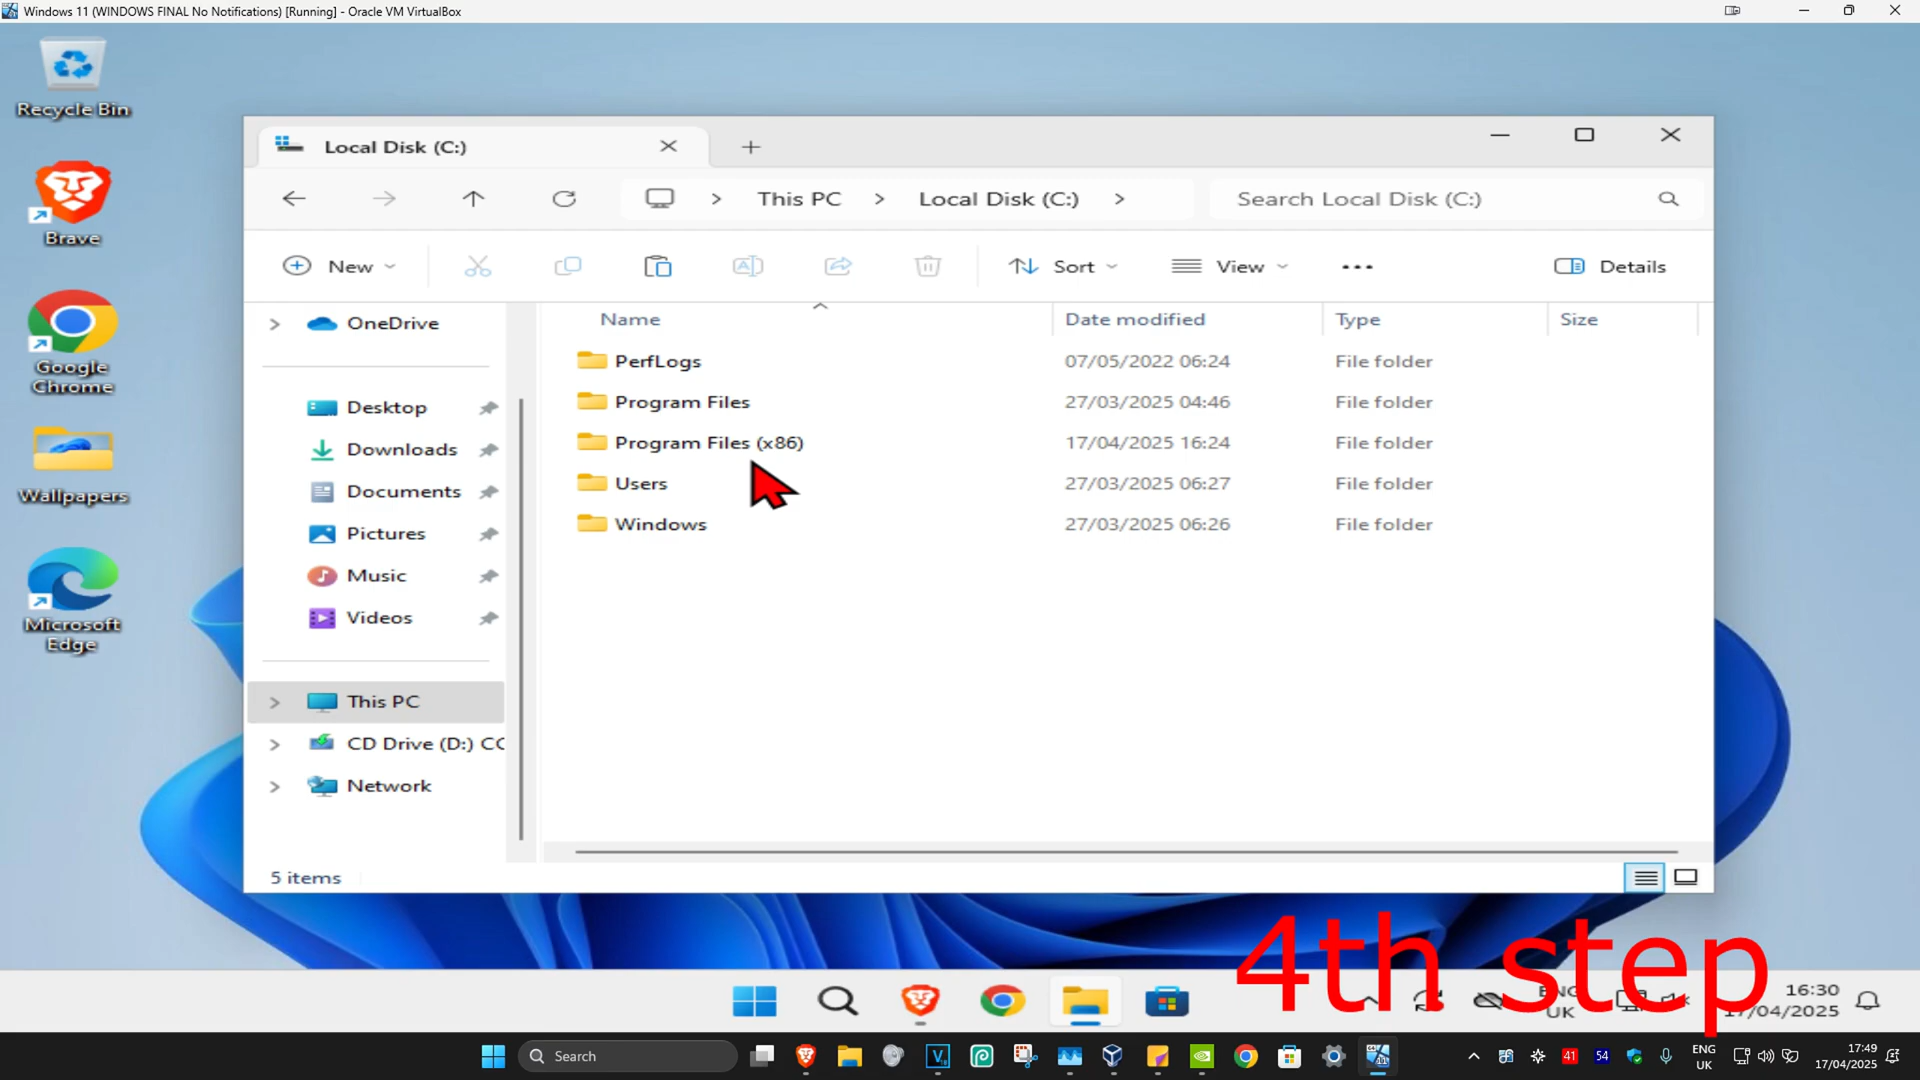 Windows 11 (WINDOWS FINAL No Notifications) [Running] - Oracle VM VirtualBox
Recycle Bin
Brave
Google
Chrome
Wallpapers
Microsoft
Edge
Local Disk (C:)
This PC
Local Disk (C:)
Search Local Disk (C:)
New
Sort
View
Details
OneDrive
Desktop
Downloads
Documents
Pictures
Music
Videos
This PC
CD Drive (D:) CC
Network
Name Date modified Type Size
PerfLogs 07/05/2022 06:24 File folder
Program Files 27/03/2025 04:46 File folder
Program Files (x86) 17/04/2025 16:24 File folder
Users 27/03/2025 06:27 File folder
Windows 27/03/2025 06:26 File folder
5 items
4th step
ENG
UK
16:30
17/04/2025
Search
41
54
ENG
UK
17:49
17/04/2025